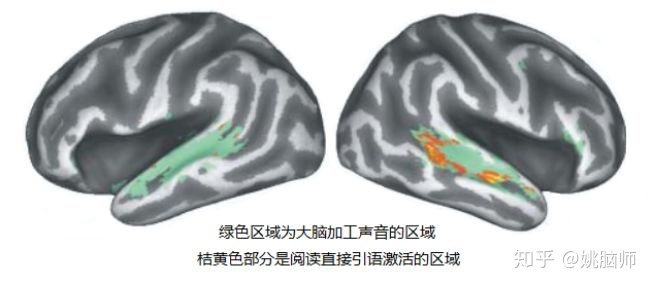 绿色区域为大脑加工声音的区域
桔黄色部分是阅读直接引语激活的区域
知乎 @姚脑师